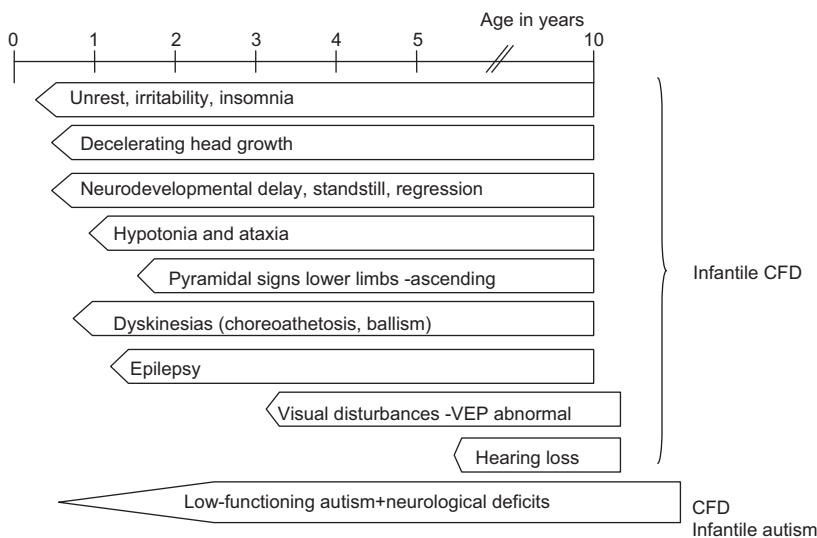 Age in years
0 1 2 3 4 5 10
Unrest, irritability, insomnia
Decelerating head growth
Neurodevelopmental delay, standstill, regression
Hypotonia and ataxia
Pyramidal signs lower limbs -ascending
Infantile CFD
Dyskinesias (choreoathetosis, ballism)
Epilepsy
Visual disturbances -VEP abnormal
Hearing loss
Low-functioning autism+neurological deficits
CFD
Infantile autism